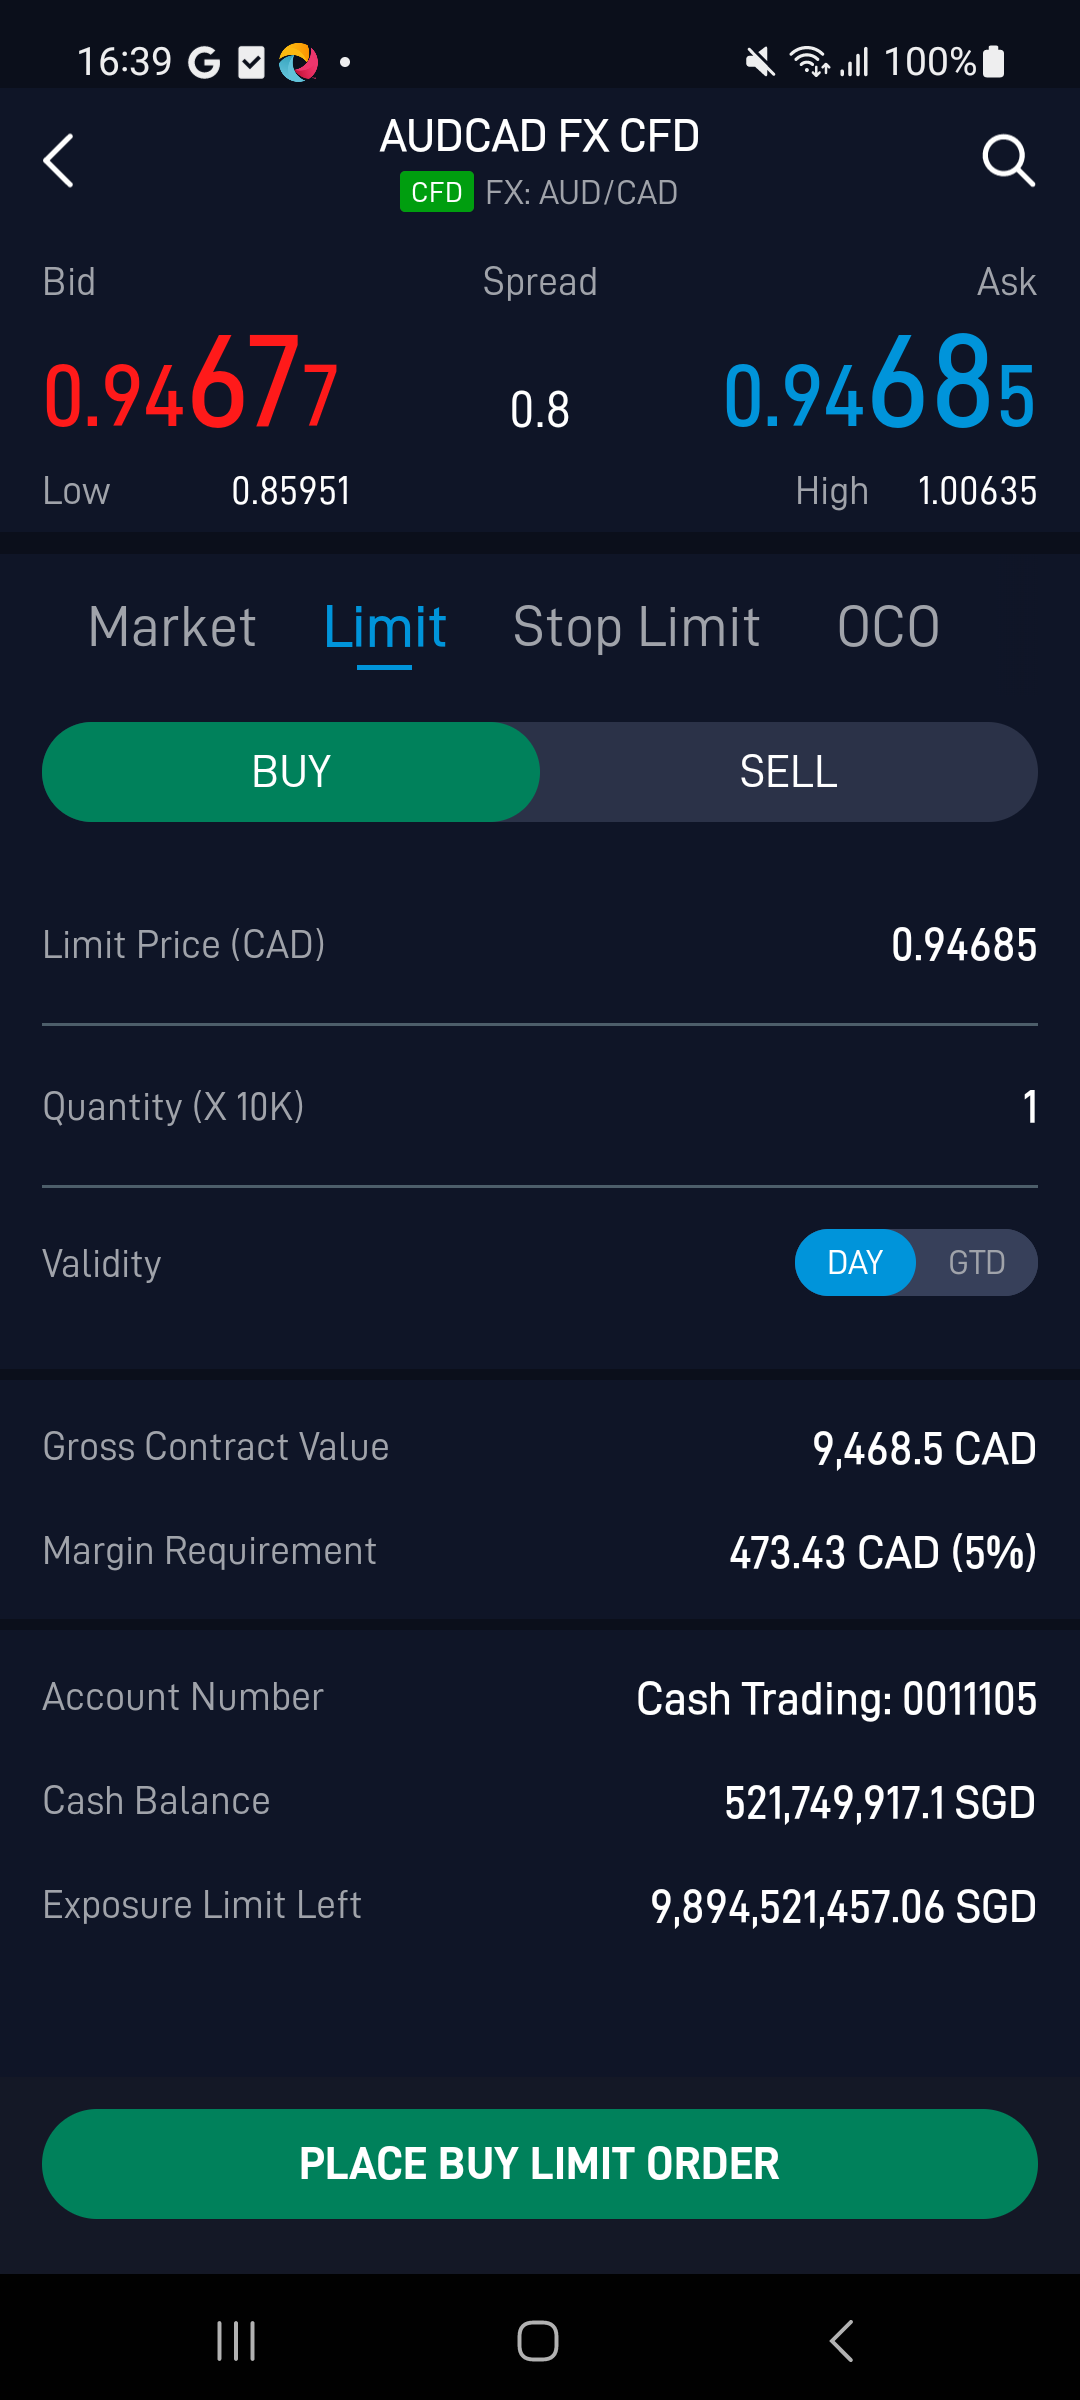 16:39 100%
AUDCAD FX CFD
CFD FX: AUD/CAD
Bid Spread Ask
0.94677 0.8 0.94685
Low 0.85951 High 1.00635
Market Limit Stop Limit OCO
BUY SELL
Limit Price (CAD) 0.94685
Quantity (X 10K) 1
Validity DAY GTD
Gross Contract Value 9,468.5 CAD
Margin Requirement 473.43 CAD (5%)
Account Number Cash Trading: 0011105
Cash Balance 521,749,917.1 SGD
Exposure Limit Left 9,894,521,457.06 SGD
PLACE BUY LIMIT ORDER